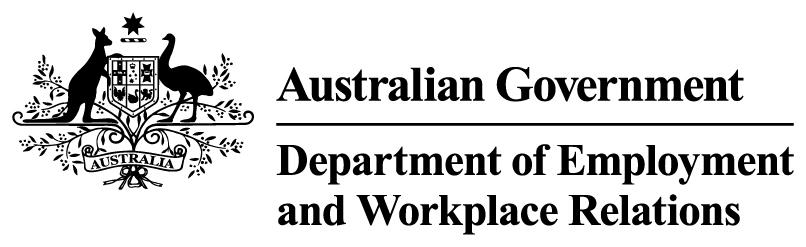 AUSTRALIA
Australian Government
Department of Employment
and Workplace Relations